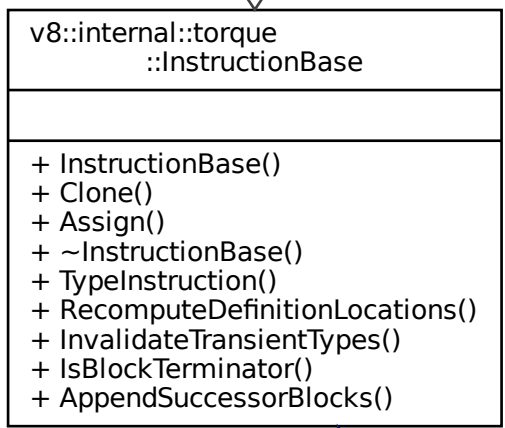 v8::internal::torque
::InstructionBase
+ InstructionBase()
+ Clone()
+ Assign()
+ ~InstructionBase()
+ TypeInstruction()
+ RecomputeDefinitionLocations()
+ InvalidateTransientTypes()
+ IsBlockTerminator()
+ AppendSuccessorBlocks()